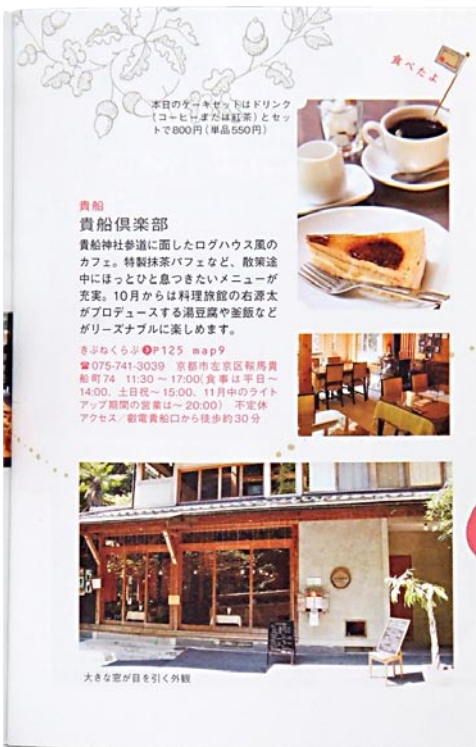 食べたよ
本日のケーキセットはドリンク
(コーヒーまたは紅茶)とセッ
トで800円(単品550円)
貴船
貴船倶楽部
貴船神社参道に面したログハウス風の
カフェ。特製抹茶パフェなど、散策途
中にほっとひと息つきたいメニューが
充実。10月からは料理旅館の右源太
がプロデュースする湯豆腐や釜飯など
がリーズナブルに楽しめます。
きぶねくらぶ ❸P125 map9
☎075-741-3039 京都市左京区鞍馬貴
船町74 11:30～17:00(食事は平日～
14:00、土日祝～15:00、11月中のライト
アップ期間の営業は～20:00) 不定休
アクセス/叡電貴船口から徒歩約30分
大きな窓が目を引く外観